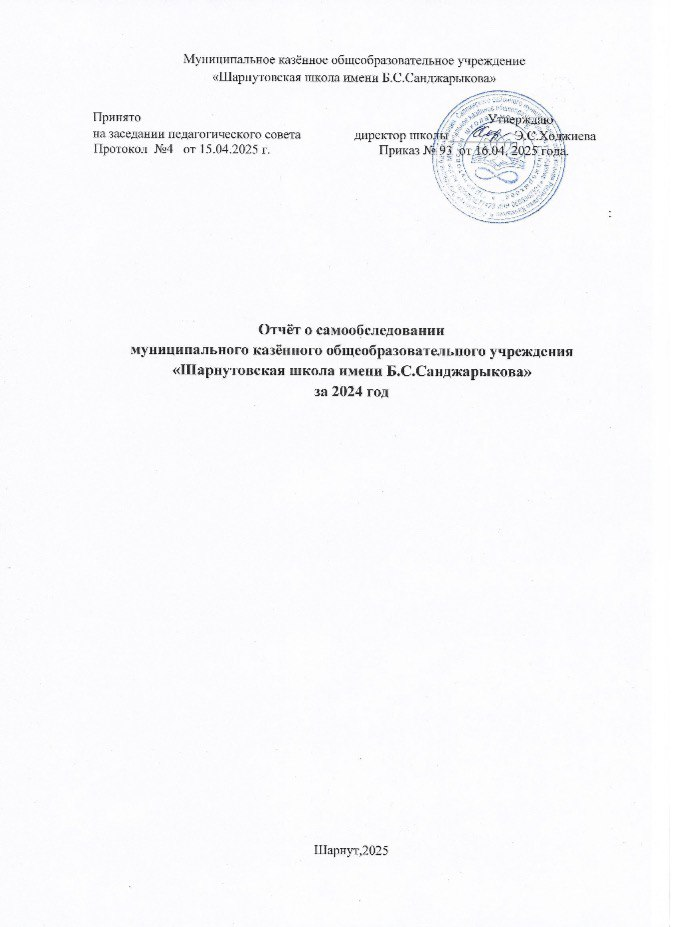 Муниципальное казённое общеобразовательное учреждение
«Шарнутовская школа имени Б.С.Санджарыкова»
Принято Утверждаю
на заседании педагогического совета директор школы Э.С.Ходжиева
Протокол №4 от 15.04.2025 г. Приказ № 93 от 16.04. 2025 года.
Отчёт о самообследовании
муниципального казённого общеобразовательного учреждения
«Шарнутовская школа имени Б.С.Санджарыкова»
за 2024 год
Шарнут,2025